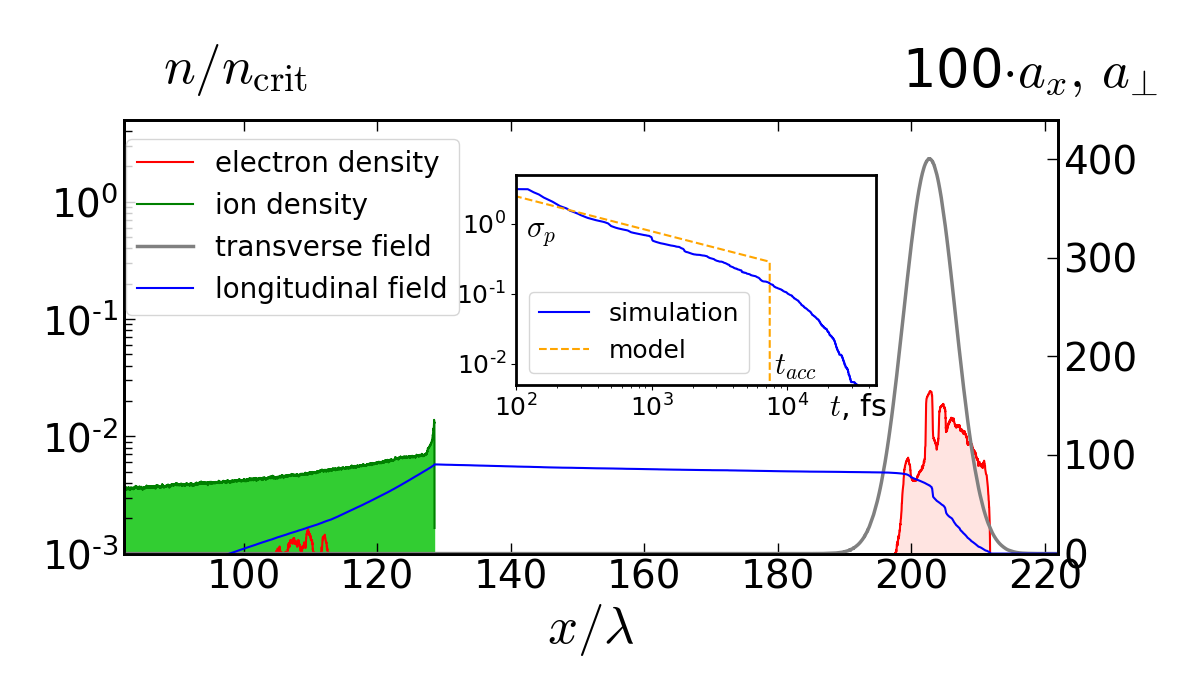 n/n_crit
100·a_x, a_⊥
electron density
ion density
transverse field
longitudinal field
10^0
10^-1
10^-2
10^-3
10^0
10^-1
10^-2
σ_p
simulation
model
t_acc
10^2 10^3 10^4 t, fs
400
300
200
100
0
100 120 140 160 180 200 220
x/λ